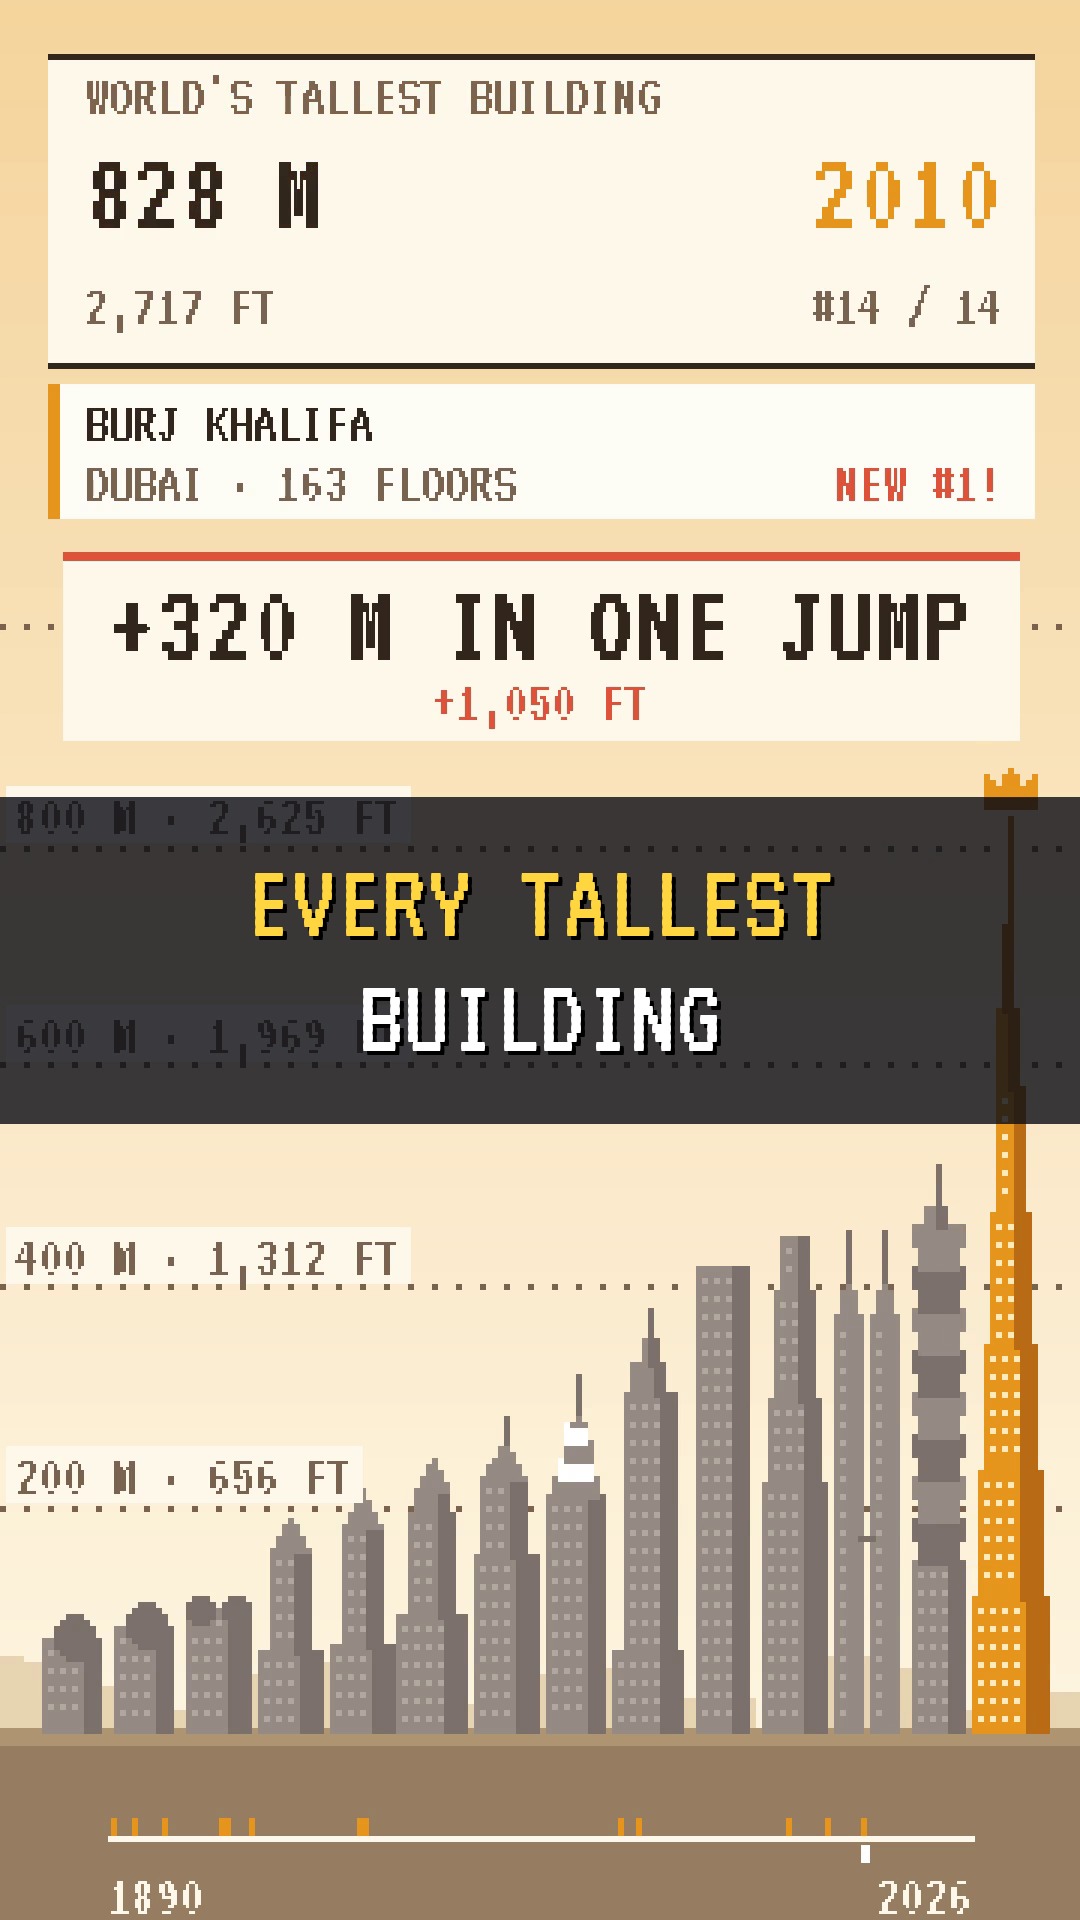 WORLD'S TALLEST BUILDING
828 M
2010
2,717 FT
#14 / 14
BURJ KHALIFA
DUBAI · 163 FLOORS
NEW #1!
+320 M IN ONE JUMP
+1,050 FT
800 M · 2,625 FT
EVERY TALLEST
BUILDING
600 M · 1,969
400 M · 1,312 FT
200 M · 656 FT
1890
2026